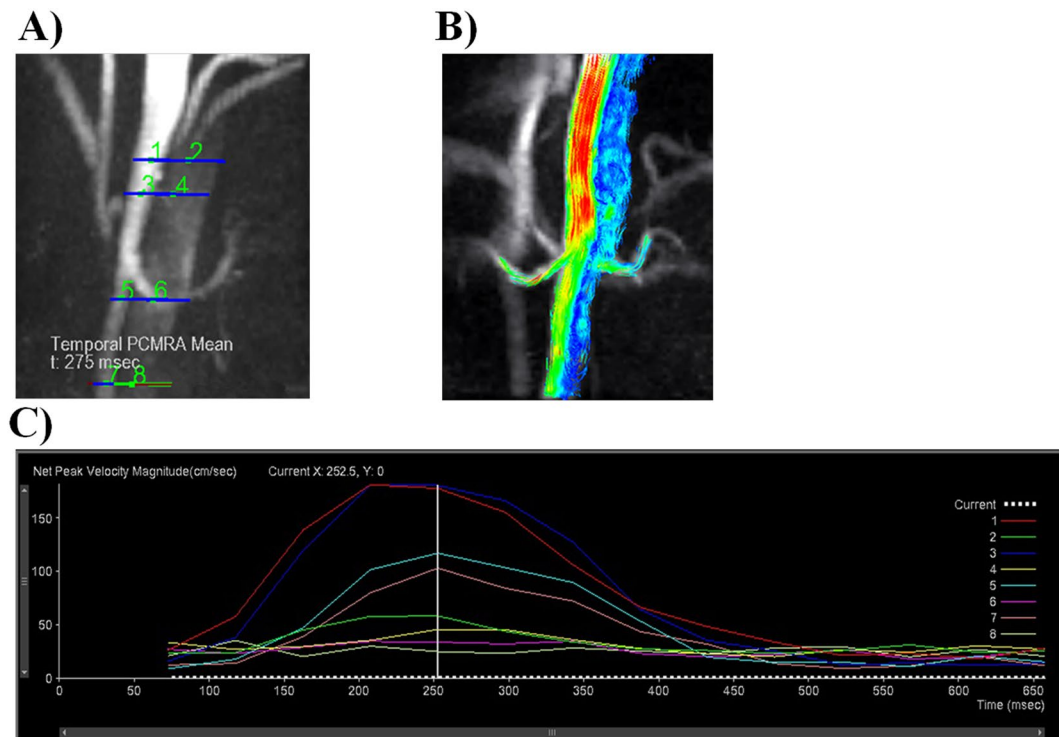 A)
B)
1 2
3 4
5 6
Temporal PCMRA Mean
t: 275 msec
7 8
C)
Net Peak Velocity Magnitude(cm/sec) Current X: 252.5, Y: 0
Current
1
2
3
4
5
6
7
8
150
100
50
0
0 50 100 150 200 250 300 350 400 450 500 550 600 650
Time (msec)